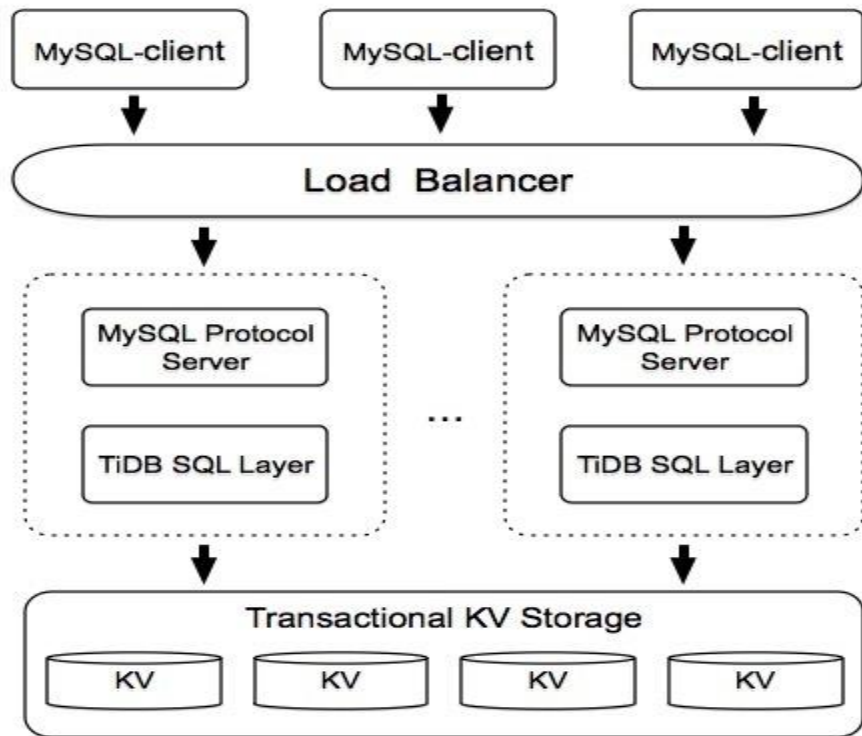 MySQL-client
MySQL-client
MySQL-client
Load Balancer
MySQL Protocol
Server
MySQL Protocol
Server
...
TiDB SQL Layer
TiDB SQL Layer
Transactional KV Storage
KV
KV
KV
KV